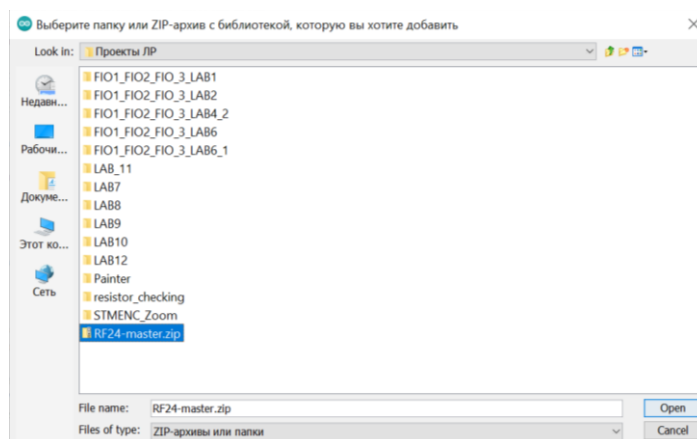 Выберите папку или ZIP-архив с библиотекой, которую вы хотите добавить
Look in: Проекты ЛР
Недавн...
Рабочи...
Докуме...
Этот ко...
Сеть
FIO1_FIO2_FIO_3_LAB1
FIO1_FIO2_FIO_3_LAB2
FIO1_FIO2_FIO_3_LAB4_2
FIO1_FIO2_FIO_3_LAB6
FIO1_FIO2_FIO_3_LAB6_1
LAB_11
LAB7
LAB8
LAB9
LAB10
LAB12
Painter
resistor_checking
STMENC_Zoom
RF24-master.zip
File name: RF24-master.zip Open
Files of type: ZIP-архивы или папки Cancel